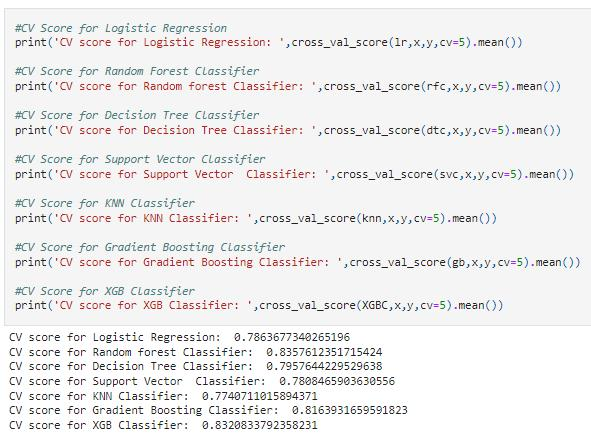 #CV Score for Logistic Regression
print('CV score for Logistic Regression: ',cross_val_score(lr,x,y,cv=5).mean())
#CV Score for Random Forest Classifier
print('CV score for Random forest Classifier: ',cross_val_score(rfc,x,y,cv=5).mean())
#CV Score for Decision Tree Classifier
print('CV score for Decision Tree Classifier: ',cross_val_score(dtc,x,y,cv=5).mean())
#CV Score for Support Vector Classifier
print('CV score for Support Vector  Classifier: ',cross_val_score(svc,x,y,cv=5).mean())
#CV Score for KNN Classifier
print('CV score for KNN Classifier: ',cross_val_score(knn,x,y,cv=5).mean())
#CV Score for Gradient Boosting Classifier
print('CV score for Gradient Boosting Classifier: ',cross_val_score(gb,x,y,cv=5).mean())
#CV Score for XGB Classifier
print('CV score for XGB Classifier: ',cross_val_score(XGBC,x,y,cv=5).mean())
CV score for Logistic Regression:  0.7863677340265196
CV score for Random forest Classifier:  0.8357612351715424
CV score for Decision Tree Classifier:  0.7957644229529638
CV score for Support Vector  Classifier:  0.7808465903630556
CV score for KNN Classifier:  0.7740711015894371
CV score for Gradient Boosting Classifier:  0.8163931659591823
CV score for XGB Classifier:  0.8320833792358231